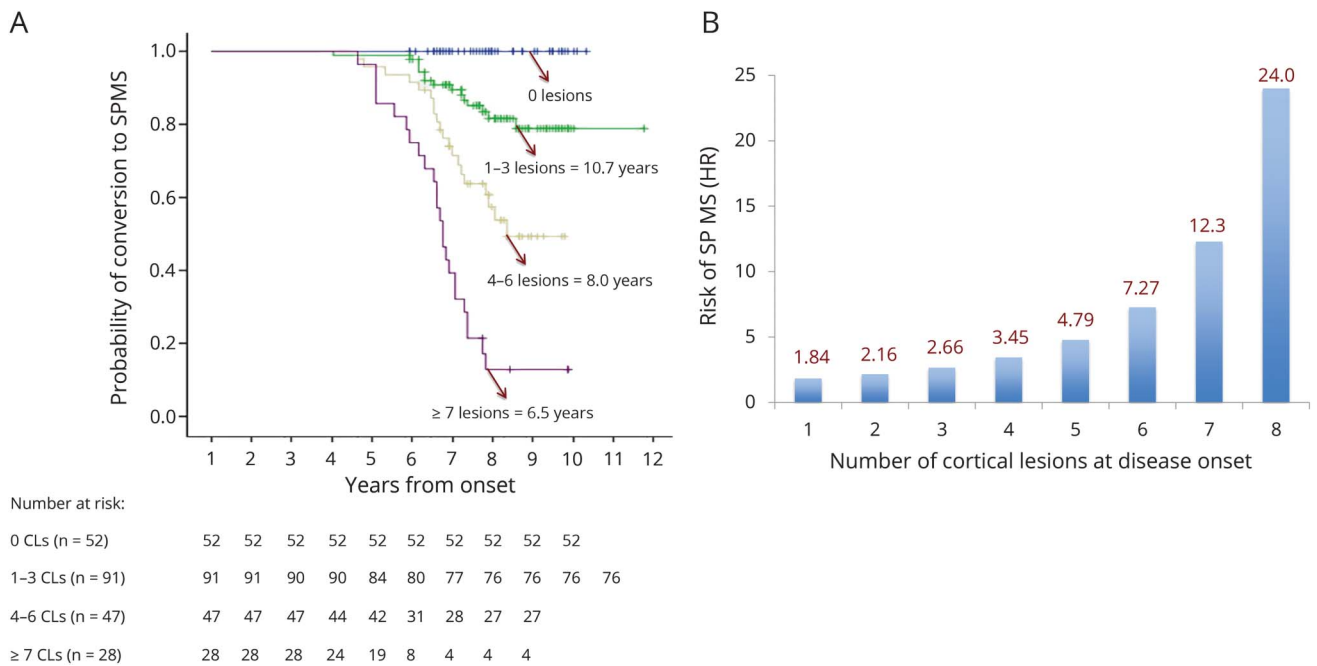 A
Probability of conversion to SPMS
1.0
0.8
0.6
0.4
0.2
0.0
0 lesions
1–3 lesions = 10.7 years
4–6 lesions = 8.0 years
≥ 7 lesions = 6.5 years
1 2 3 4 5 6 7 8 9 10 11 12
Years from onset
Number at risk:
0 CLs (n = 52) 52 52 52 52 52 52 52 52 52 52
1–3 CLs (n = 91) 91 91 90 90 84 80 77 76 76 76 76
4–6 CLs (n = 47) 47 47 47 44 42 31 28 27 27
≥ 7 CLs (n = 28) 28 28 28 24 19 8 4 4 4
B
Risk of SP MS (HR)
25
20
15
10
5
0
1.84
2.16
2.66
3.45
4.79
7.27
12.3
24.0
1 2 3 4 5 6 7 8
Number of cortical lesions at disease onset